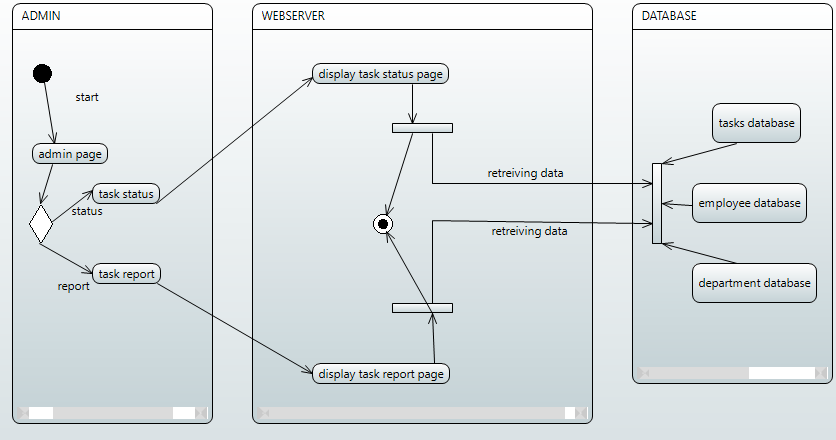 ADMIN
WEBSERVER
DATABASE
start
admin page
task status
status
task report
report
display task status page
retreiving data
retreiving data
display task report page
tasks database
employee database
department database